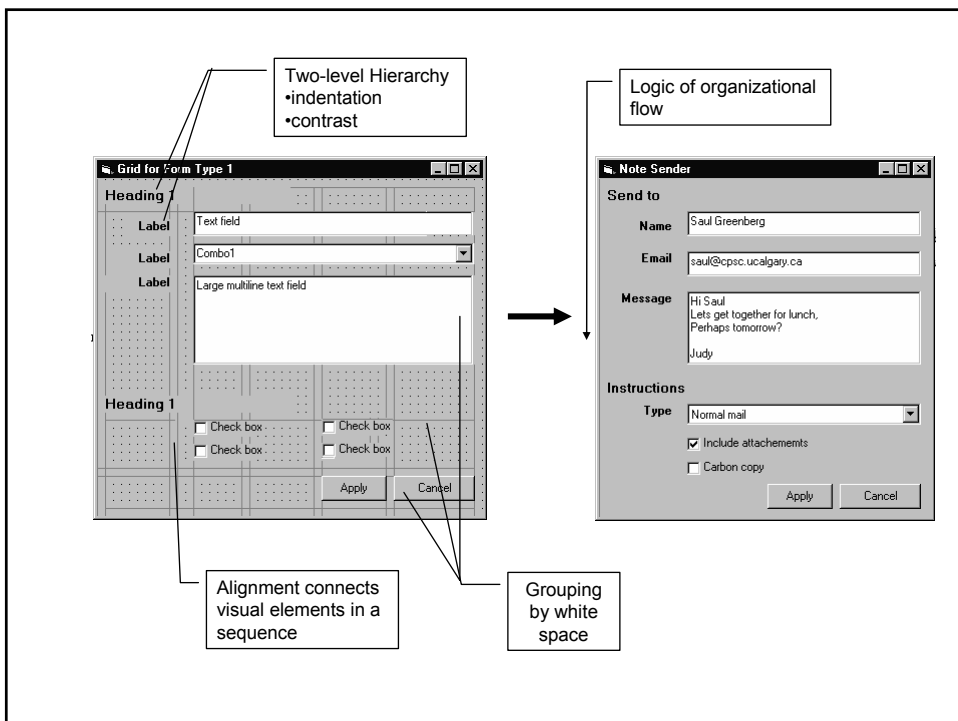 Two-level Hierarchy
•indentation
•contrast
Logic of organizational
flow
Grid for Form Type 1
Heading 1
Label
Text field
Label
Combo1
Label
Large multiline text field
Heading 1
Check box
Check box
Check box
Check box
Apply
Cancel
Note Sender
Send to
Name
Saul Greenberg
Email
saul@cpsc.ucalgary.ca
Message
Hi Saul
Lets get together for lunch,
Perhaps tomorrow?
Judy
Instructions
Type
Normal mail
Include attachememts
Carbon copy
Apply
Cancel
Alignment connects
visual elements in a
sequence
Grouping
by white
space